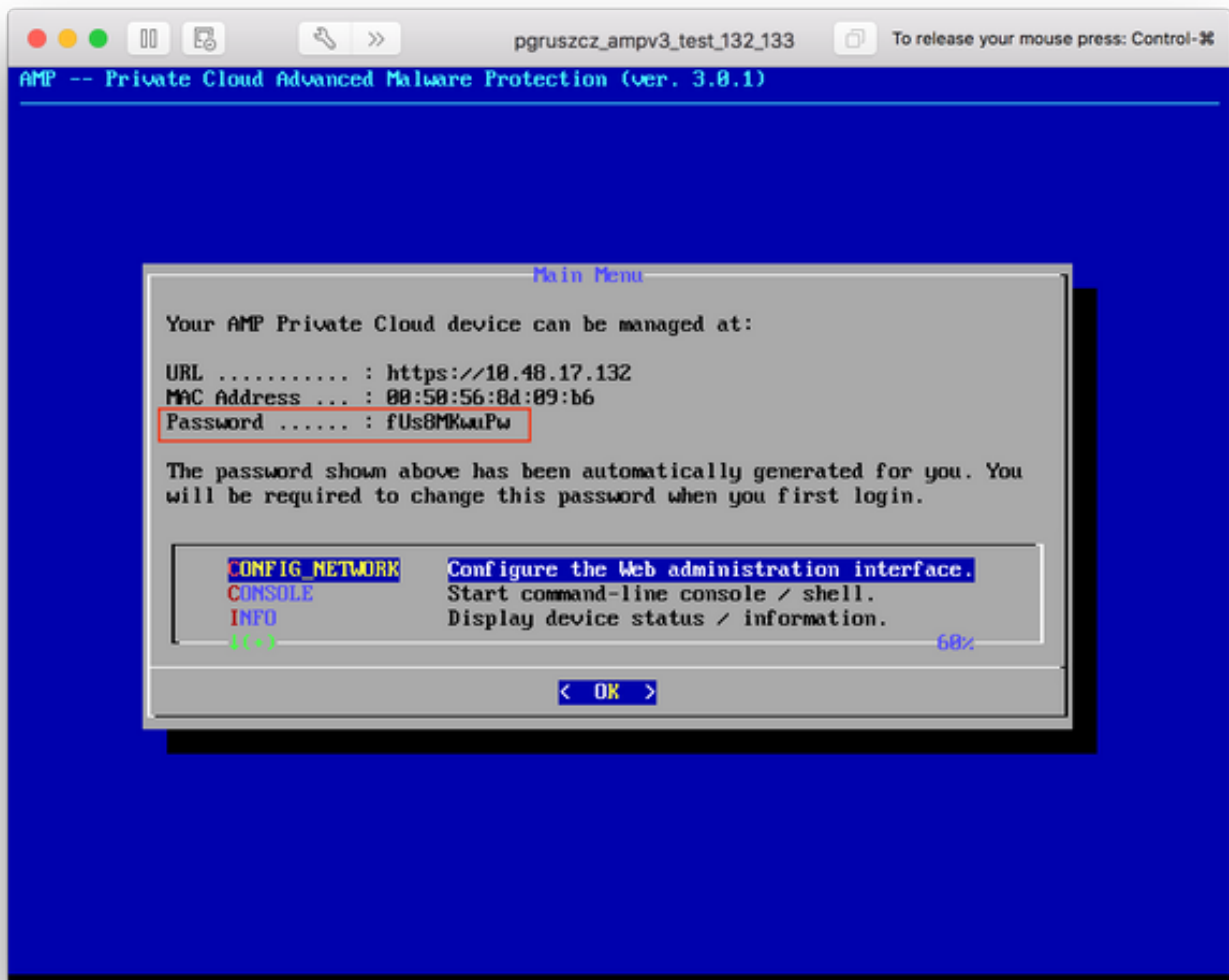 pgruszcz_ampv3_test_132_133
To release your mouse press: Control-⌘
AMP -- Private Cloud Advanced Malware Protection (ver. 3.0.1)
Main Menu
Your AMP Private Cloud device can be managed at:
URL ........... : https://10.48.17.132
MAC Address ... : 00:50:56:8d:09:b6
Password ...... : fUs8MKwuPw
The password shown above has been automatically generated for you. You
will be required to change this password when you first login.
CONFIG_NETWORK Configure the Web administration interface.
CONSOLE Start command-line console / shell.
INFO Display device status / information.
↓(+) 60%
< OK >